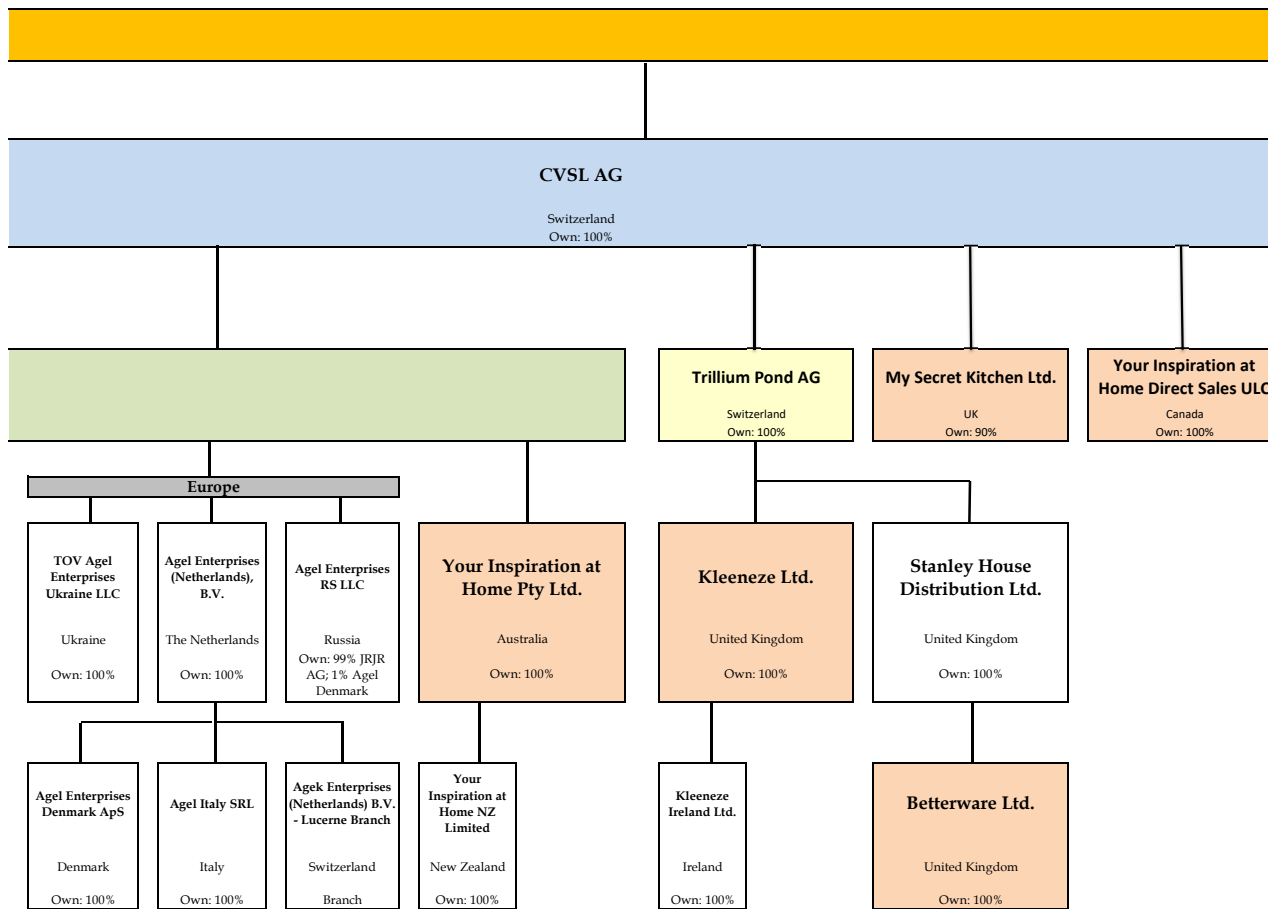 CVSL AG
Switzerland
Own: 100%
Trillium Pond AG
Switzerland
Own: 100%
My Secret Kitchen Ltd.
UK
Own: 90%
Your Inspiration at
Home Direct Sales ULC
Canada
Own: 100%
Europe
TOV Agel
Enterprises
Ukraine LLC
Ukraine
Own: 100%
Agel Enterprises
(Netherlands),
B.V.
The Netherlands
Own: 100%
Agel Enterprises
RS LLC
Russia
Own: 99% JRJR
AG; 1% Agel
Denmark
Your Inspiration at
Home Pty Ltd.
Australia
Own: 100%
Kleeneze Ltd.
United Kingdom
Own: 100%
Stanley House
Distribution Ltd.
United Kingdom
Own: 100%
Agel Enterprises
Denmark ApS
Denmark
Own: 100%
Agel Italy SRL
Italy
Own: 100%
Agek Enterprises
(Netherlands) B.V.
- Lucerne Branch
Switzerland
Branch
Your
Inspiration at
Home NZ
Limited
New Zealand
Own: 100%
Kleeneze
Ireland Ltd.
Ireland
Own: 100%
Betterware Ltd.
United Kingdom
Own: 100%